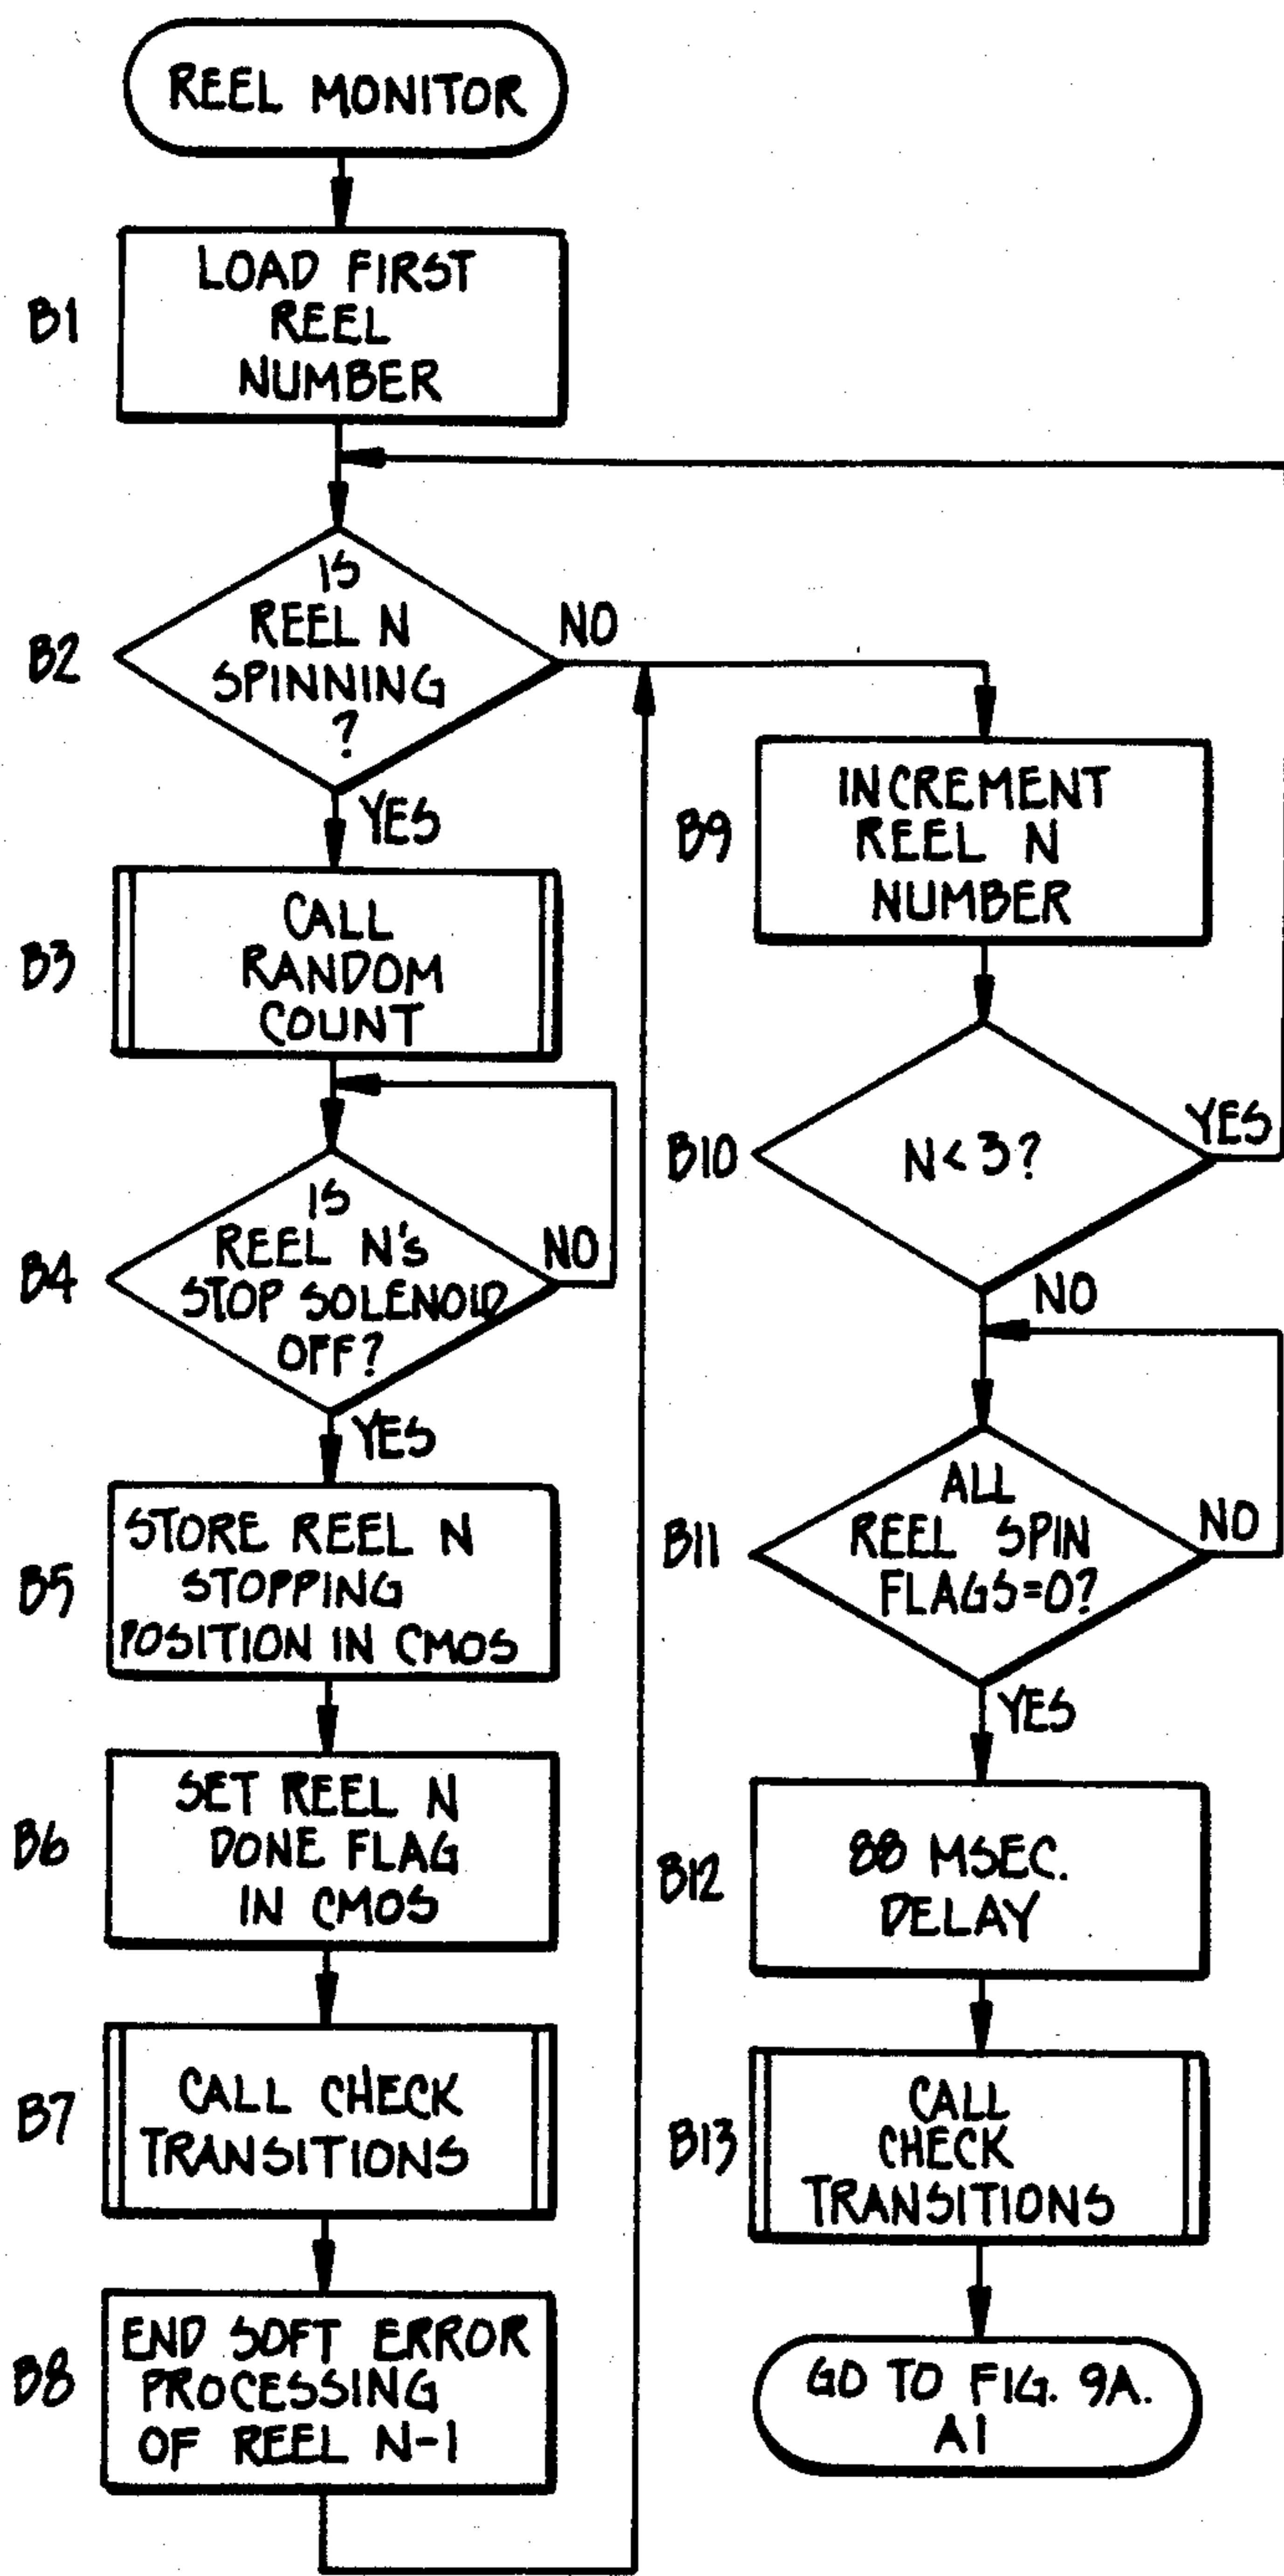 REEL MONITOR
B1
LOAD FIRST
REEL
NUMBER
B2
IS
REEL N
SPINNING
?
NO
YES
B3
CALL
RANDOM
COUNT
B4
IS
REEL N'S
STOP SOLENOID
OFF?
NO
YES
B5
STORE REEL N
STOPPING
POSITION IN CMOS
B6
SET REEL N
DONE FLAG
IN CMOS
B7
CALL CHECK
TRANSITIONS
B8
END SOFT ERROR
PROCESSING
OF REEL N-1
B9
INCREMENT
REEL N
NUMBER
B10
N<3?
YES
NO
B11
ALL
REEL SPIN
FLAGS=0?
NO
YES
B12
88 MSEC.
DELAY
B13
CALL
CHECK
TRANSITIONS
GO TO FIG. 9A.
A1